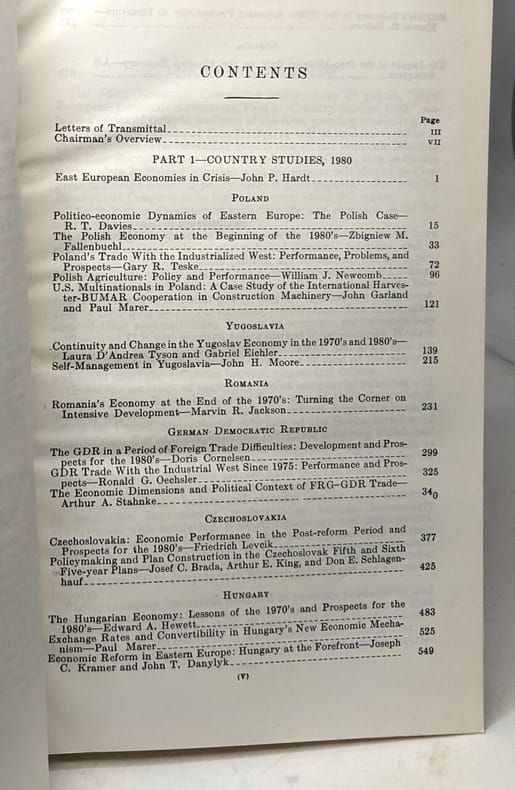 CONTENTS
Page
Letters of Transmittal III
Chairman's Overview VII
PART 1—COUNTRY STUDIES, 1980
East European Economies in Crisis—John P. Hardt 1
POLAND
Politico-economic Dynamics of Eastern Europe: The Polish Case—
R. T. Davies 15
The Polish Economy at the Beginning of the 1980's—Zbigniew M.
Fallenbuchl 33
Poland's Trade With the Industrialized West: Performance, Problems, and
Prospects—Gary R. Teske 72
Polish Agriculture: Policy and Performance—William J. Newcomb 96
U.S. Multinationals in Poland: A Case Study of the International Harves-
ter-BUMAR Cooperation in Construction Machinery—John Garland
and Paul Marer 121
YUGOSLAVIA
Continuity and Change in the Yugoslav Economy in the 1970's and 1980's—
Laura D'Andrea Tyson and Gabriel Eichler 139
Self-Management in Yugoslavia—John H. Moore 215
ROMANIA
Romania's Economy at the End of the 1970's: Turning the Corner on
Intensive Development—Marvin R. Jackson 231
GERMAN DEMOCRATIC REPUBLIC
The GDR in a Period of Foreign Trade Difficulties: Development and Pros-
pects for the 1980's—Doris Cornelsen 299
GDR Trade With the Industrial West Since 1975: Performance and Pros-
pects—Ronald G. Oechsler 325
The Economic Dimensions and Political Context of FRG-GDR Trade—
Arthur A. Stahnke 340
CZECHOSLOVAKIA
Czechoslovakia: Economic Performance in the Post-reform Period and
Prospects for the 1980's—Friedrich Levcik 377
Policymaking and Plan Construction in the Czechoslovak Fifth and Sixth
Five-year Plans—Josef C. Brada, Arthur E. King, and Don E. Schlagen-
hauf 425
HUNGARY
The Hungarian Economy: Lessons of the 1970's and Prospects for the
1980's—Edward A. Hewett 483
Exchange Rates and Convertibility in Hungary's New Economic Mecha-
nism—Paul Marer 525
Economic Reform in Eastern Europe: Hungary at the Forefront—Joseph
C. Kramer and John T. Danylyk 549
(V)